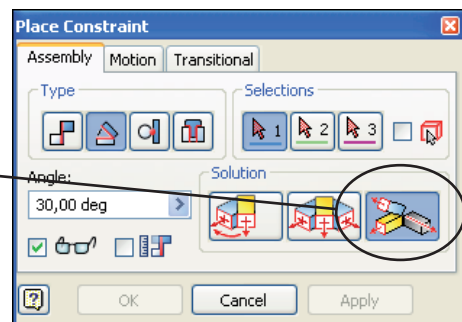 Place Constraint
Assembly Motion Transitional
Type Selections
1 2 3
Angle: Solution
30,00 deg
OK Cancel Apply